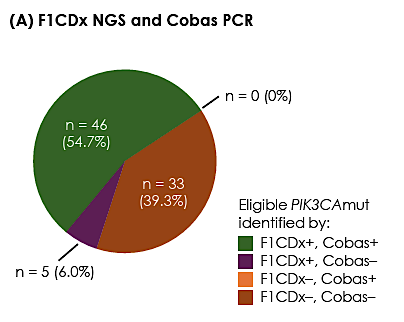 (A) F1CDx NGS and Cobas PCR
n = 0 (0%)
n = 46
(54.7%)
n = 33
(39.3%)
n = 5 (6.0%)
Eligible PIK3CAmut
identified by:
F1CDx+, Cobas+
F1CDx+, Cobas–
F1CDx–, Cobas+
F1CDx–, Cobas–